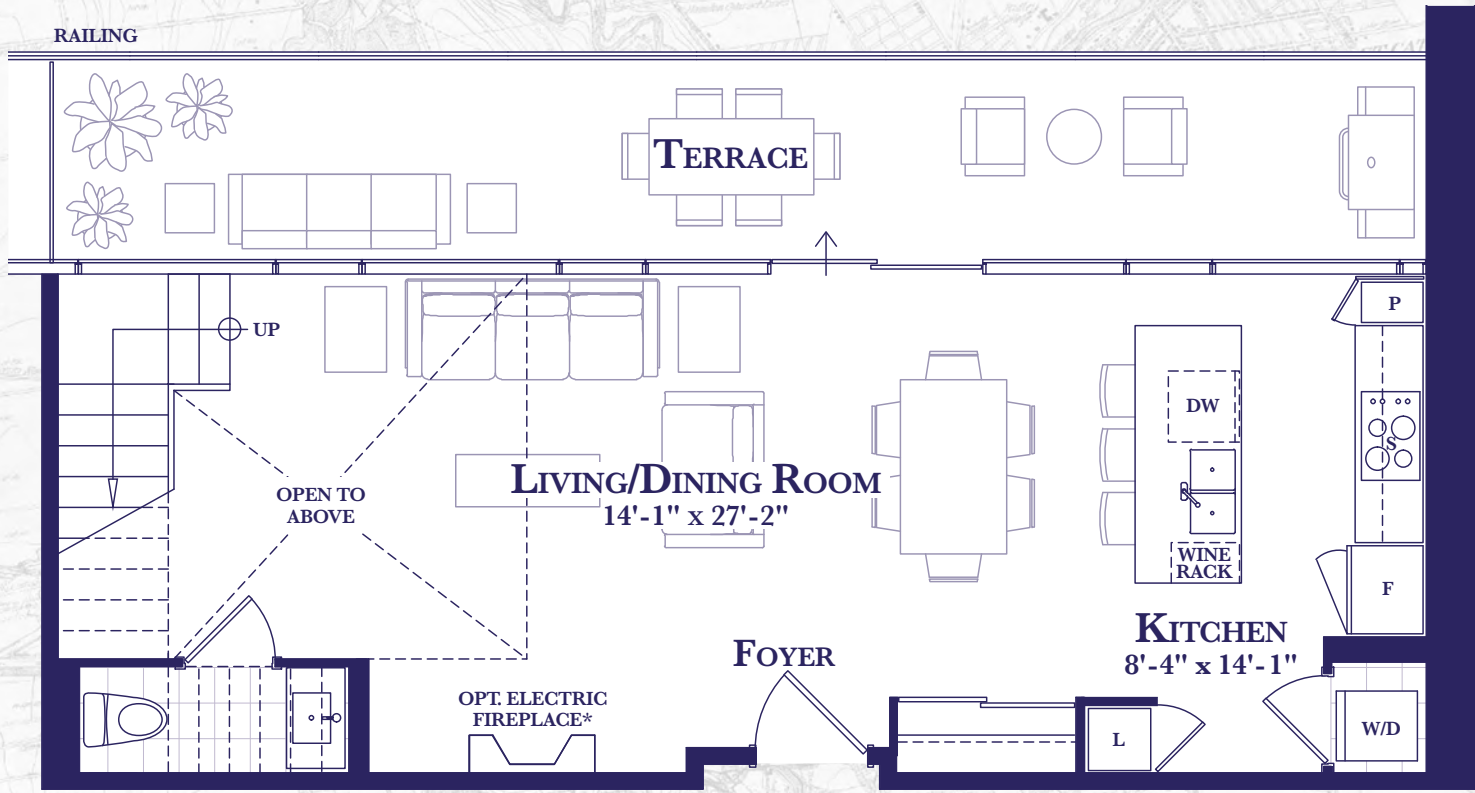 RAILING
TERRACE
UP
P
DW
S
OPEN TO
ABOVE
LIVING/DINING ROOM
14'-1" x 27'-2"
WINE
RACK
F
FOYER
KITCHEN
8'-4" x 14'-1"
OPT. ELECTRIC
FIREPLACE*
L
W/D